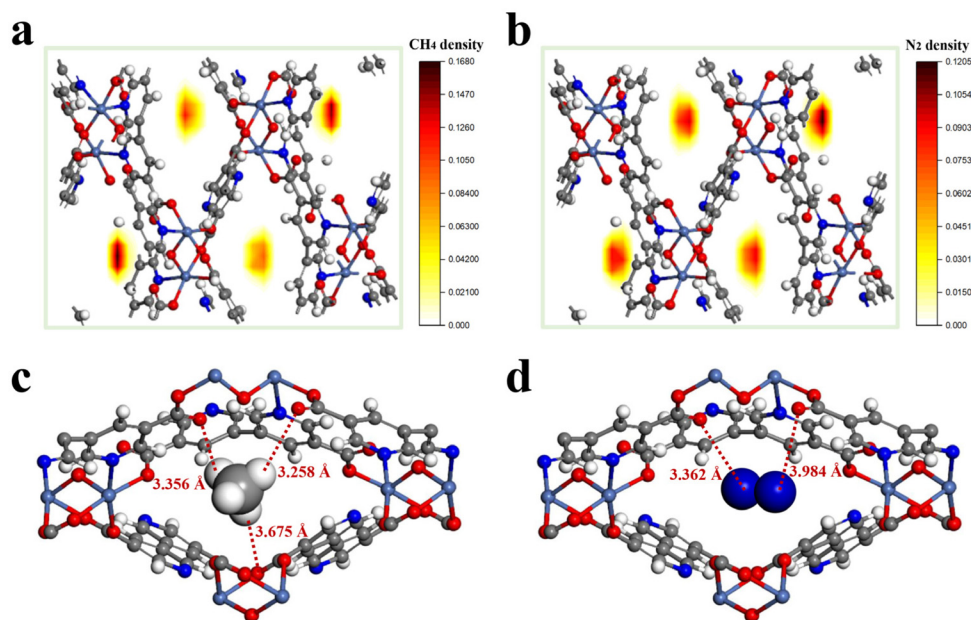 a
CH4 density
0.1680
0.1470
0.1260
0.1050
0.08400
0.06300
0.04200
0.02100
0.000
b
N2 density
0.1205
0.1054
0.0903
0.0753
0.0602
0.0451
0.0301
0.0150
0.000
c
3.356 Å
3.258 Å
3.675 Å
d
3.362 Å
3.984 Å